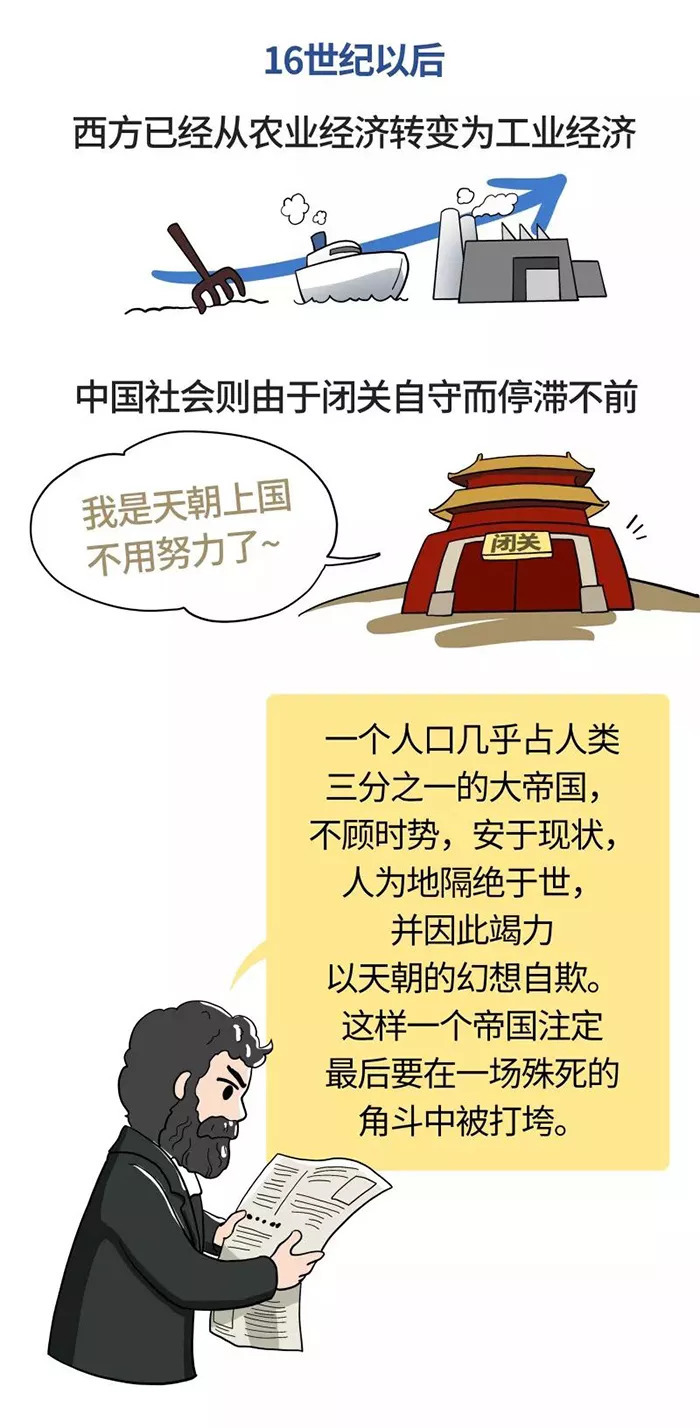 16世纪以后
西方已经从农业经济转变为工业经济
中国社会则由于闭关自守而停滞不前
我是天朝上国
不用努力了~
闭关
一个人口几乎占人类
三分之一的大帝国，
不顾时势，安于现状，
人为地隔绝于世，
并因此竭力
以天朝的幻想自欺。
这样一个帝国注定
最后要在一场殊死的
角斗中被打垮。